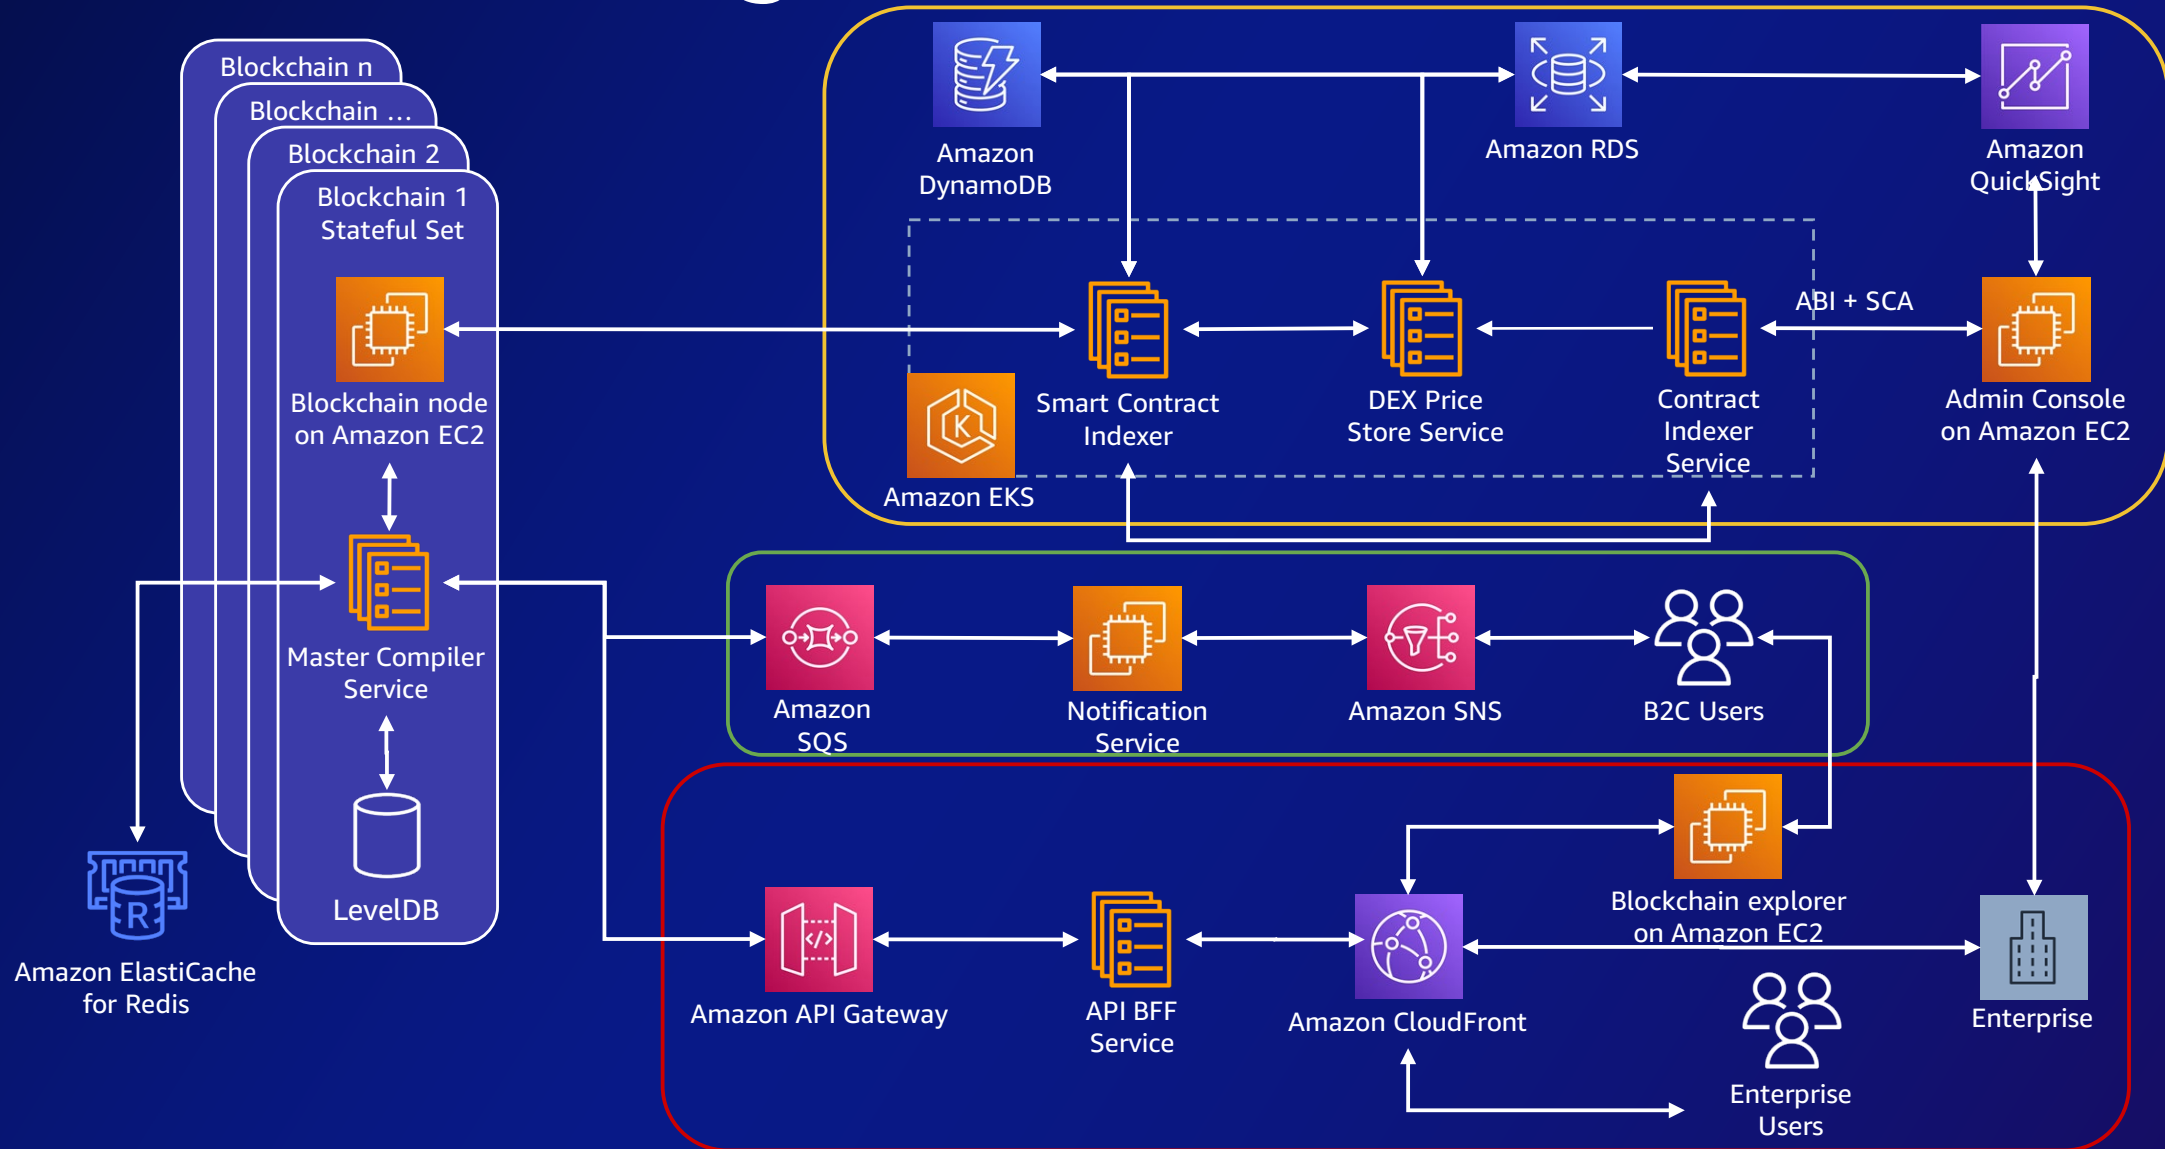 Blockchain n
Blockchain ...
Blockchain 2
Blockchain 1
Stateful Set
Blockchain node
on Amazon EC2
Master Compiler
Service
LevelDB
R
Amazon ElastiCache
for Redis
Amazon
DynamoDB
Amazon RDS
Amazon
QuickSight
Smart Contract
Indexer
DEX Price
Store Service
Contract
Indexer
Service
ABI + SCA
Admin Console
on Amazon EC2
K
Amazon EKS
Amazon
SQS
Notification
Service
Amazon SNS
B2C Users
Blockchain explorer
on Amazon EC2
</>
Amazon API Gateway
API BFF
Service
Amazon CloudFront
Enterprise
Enterprise
Users